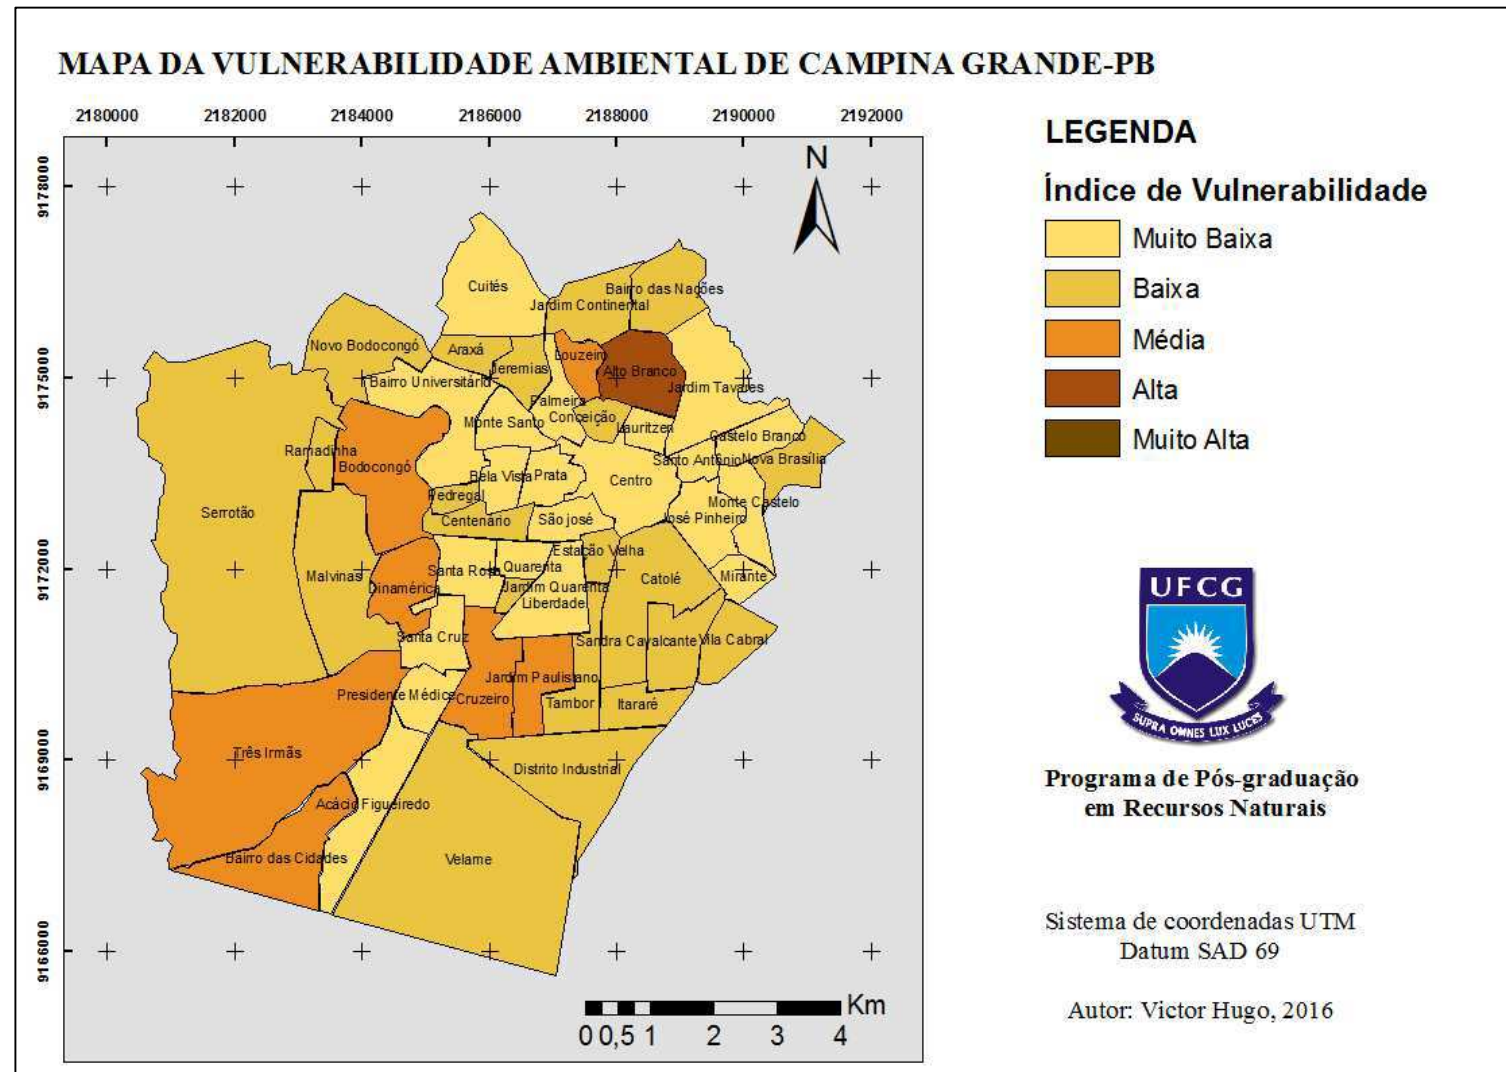 MAPA DA VULNERABILIDADE AMBIENTAL DE CAMPINA GRANDE-PB
2180000 2182000 2184000 2186000 2188000 2190000 2192000
9178000
9175000
9172000
9169000
9166000
N
Cuités
Bairro das Nações
Jardim Continental
Novo Bodocongó
Araxá
Louzeiro
Jeremias
Alto Branco
Bairro Universitário
Jardim Tavares
Palmeira
Monte Santo
Conceição
Lauritzen
Castelo Branco
Ramadinha
Bodocongó
Santo Antônio
Nova Brasília
Bela Vista
Prata
Centro
Pedregal
Monte Castelo
Serrotão
Centenário
São josé
José Pinheiro
Estação Velha
Santa Rosa
Quarenta
Malvinas
Catolé
Mirante
Dinamérica
Jardim Quarenta
Liberdade
Santa Cruz
Sandra Cavalcante
Vila Cabral
Jardim Paulistano
Presidente Médice
Cruzeiro
Tambor
Itararé
Três Irmãs
Distrito Industrial
Acácio Figueiredo
Bairro das Cidades
Velame
Km
0 0,5 1 2 3 4
LEGENDA
Índice de Vulnerabilidade
Muito Baixa
Baixa
Média
Alta
Muito Alta
UFCG
SUPRA OMNES LUX LUCES
Programa de Pós-graduação
em Recursos Naturais
Sistema de coordenadas UTM
Datum SAD 69
Autor: Victor Hugo, 2016